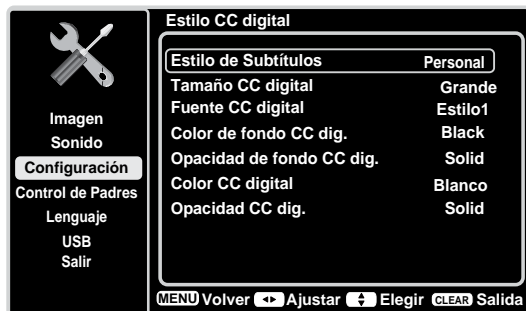 Estilo CC digital
Imagen
Sonido
Configuración
Control de Padres
Lenguaje
USB
Salir
Estilo de Subtítulos Personal
Tamaño CC digital Grande
Fuente CC digital Estilo1
Color de fondo CC dig. Black
Opacidad de fondo CC dig. Solid
Color CC digital Blanco
Opacidad CC dig. Solid
MENU Volver Ajustar Elegir CLEAR Salida